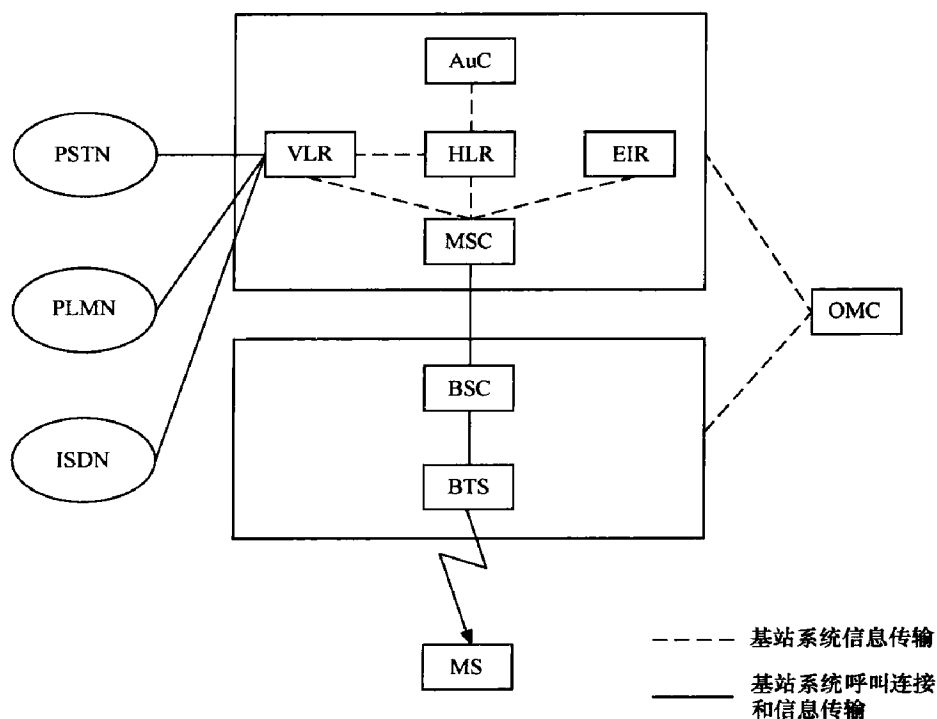 AuC
PSTN
VLR
HLR
EIR
MSC
PLMN
OMC
BSC
ISDN
BTS
MS
基站系统信息传输
基站系统呼叫连接
和信息传输